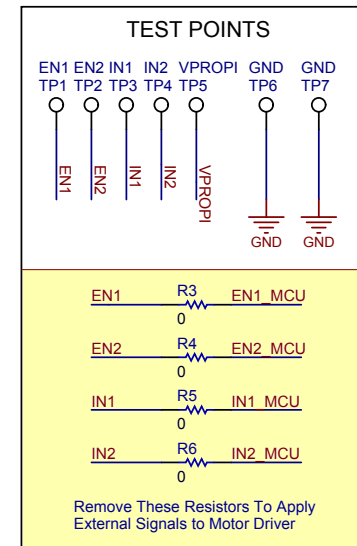 TEST POINTS
EN1 EN2 IN1 IN2 VPROPI GND GND
TP1 TP2 TP3 TP4 TP5 TP6 TP7
EN1 EN2 IN1 IN2 VPROPI
GND GND
EN1 R3 EN1_MCU
0
EN2 R4 EN2_MCU
0
IN1 R5 IN1_MCU
0
IN2 R6 IN2_MCU
0
Remove These Resistors To Apply
External Signals to Motor Driver